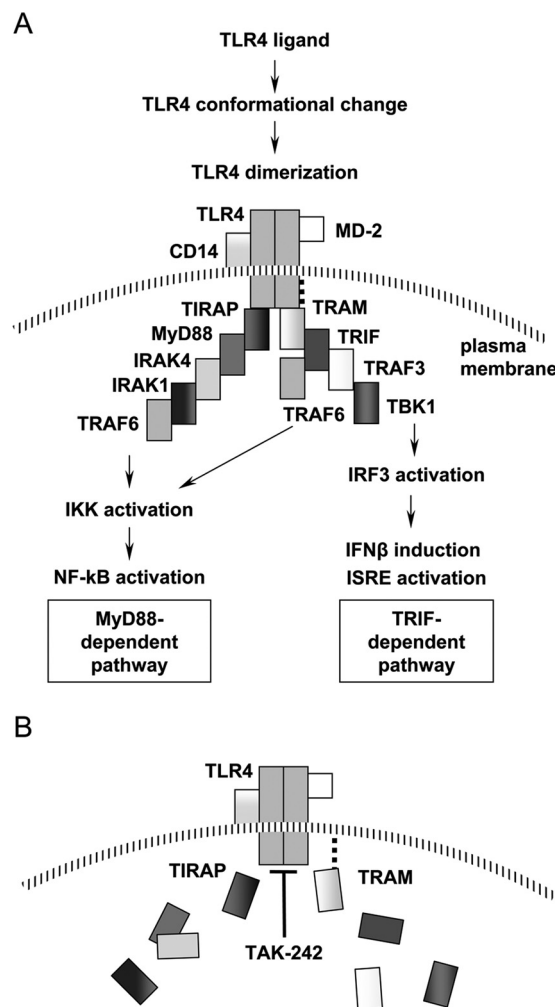 A
TLR4 ligand
TLR4 conformational change
TLR4 dimerization
TLR4
MD-2
CD14
TIRAP
TRAM
MyD88
TRIF
plasma
membrane
IRAK4
TRAF3
IRAK1
TBK1
TRAF6
TRAF6
IRF3 activation
IKK activation
IFNβ induction
NF-kB activation
ISRE activation
MyD88-
dependent
pathway
TRIF-
dependent
pathway
B
TLR4
TIRAP
TRAM
TAK-242